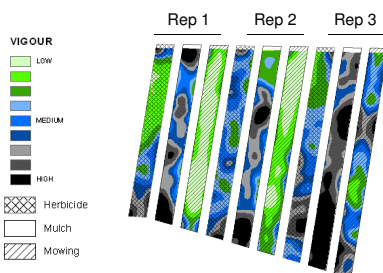 Rep 1 Rep 2 Rep 3
VIGOUR
LOW
MEDIUM
HIGH
Herbicide
Mulch
Mowing